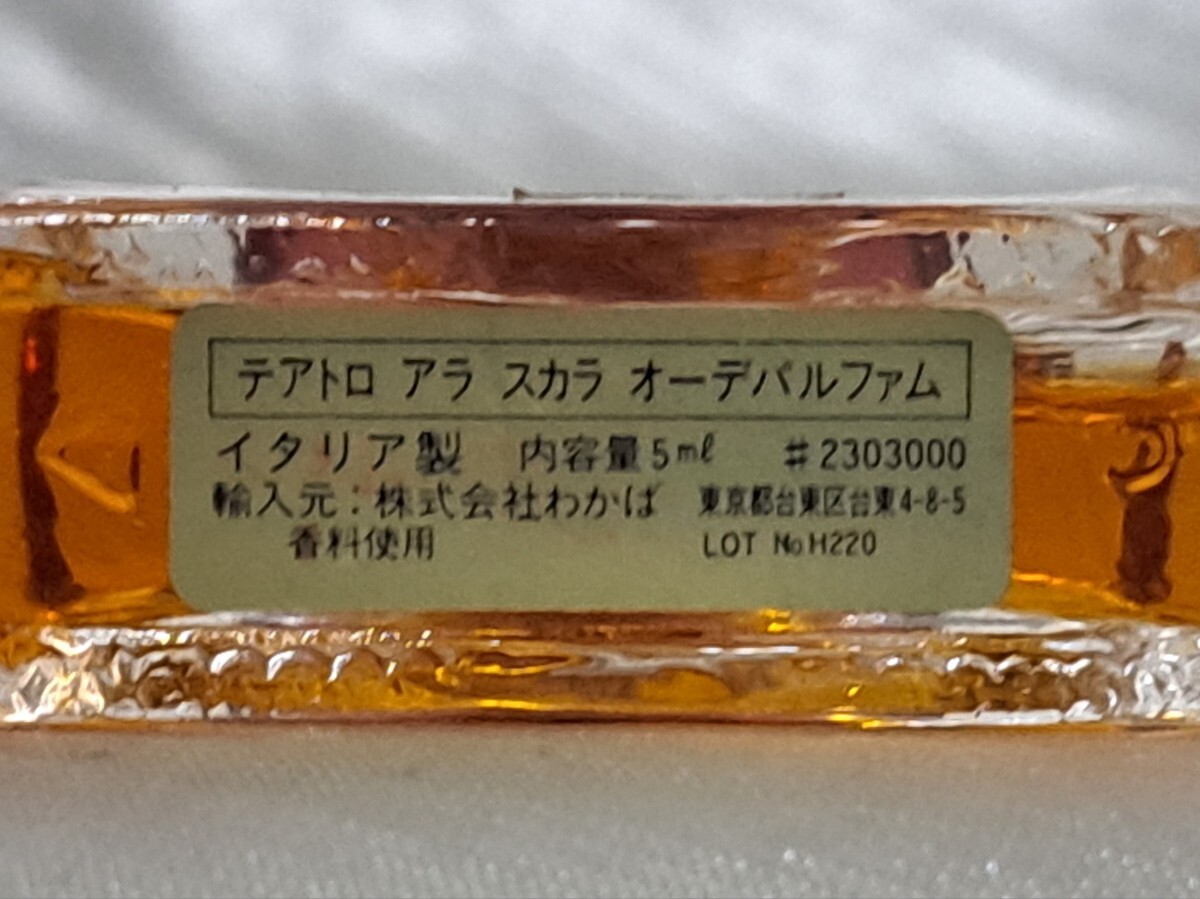 テアトロ アラ スカラ オーデパルファム
イタリア製 内容量5㎖ #2303000
輸入元:株式会社わかば 東京都台東区台東4-8-5
香料使用 LOT No.H220